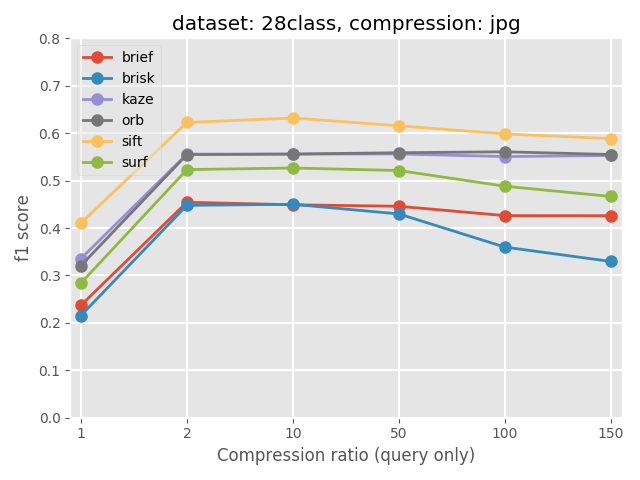 dataset: 28class, compression: jpg
0.8
0.7
0.6
0.5
0.4
0.3
0.2
0.1
0.0
f1 score
brief
brisk
kaze
orb
sift
surf
1 2 10 50 100 150
Compression ratio (query only)